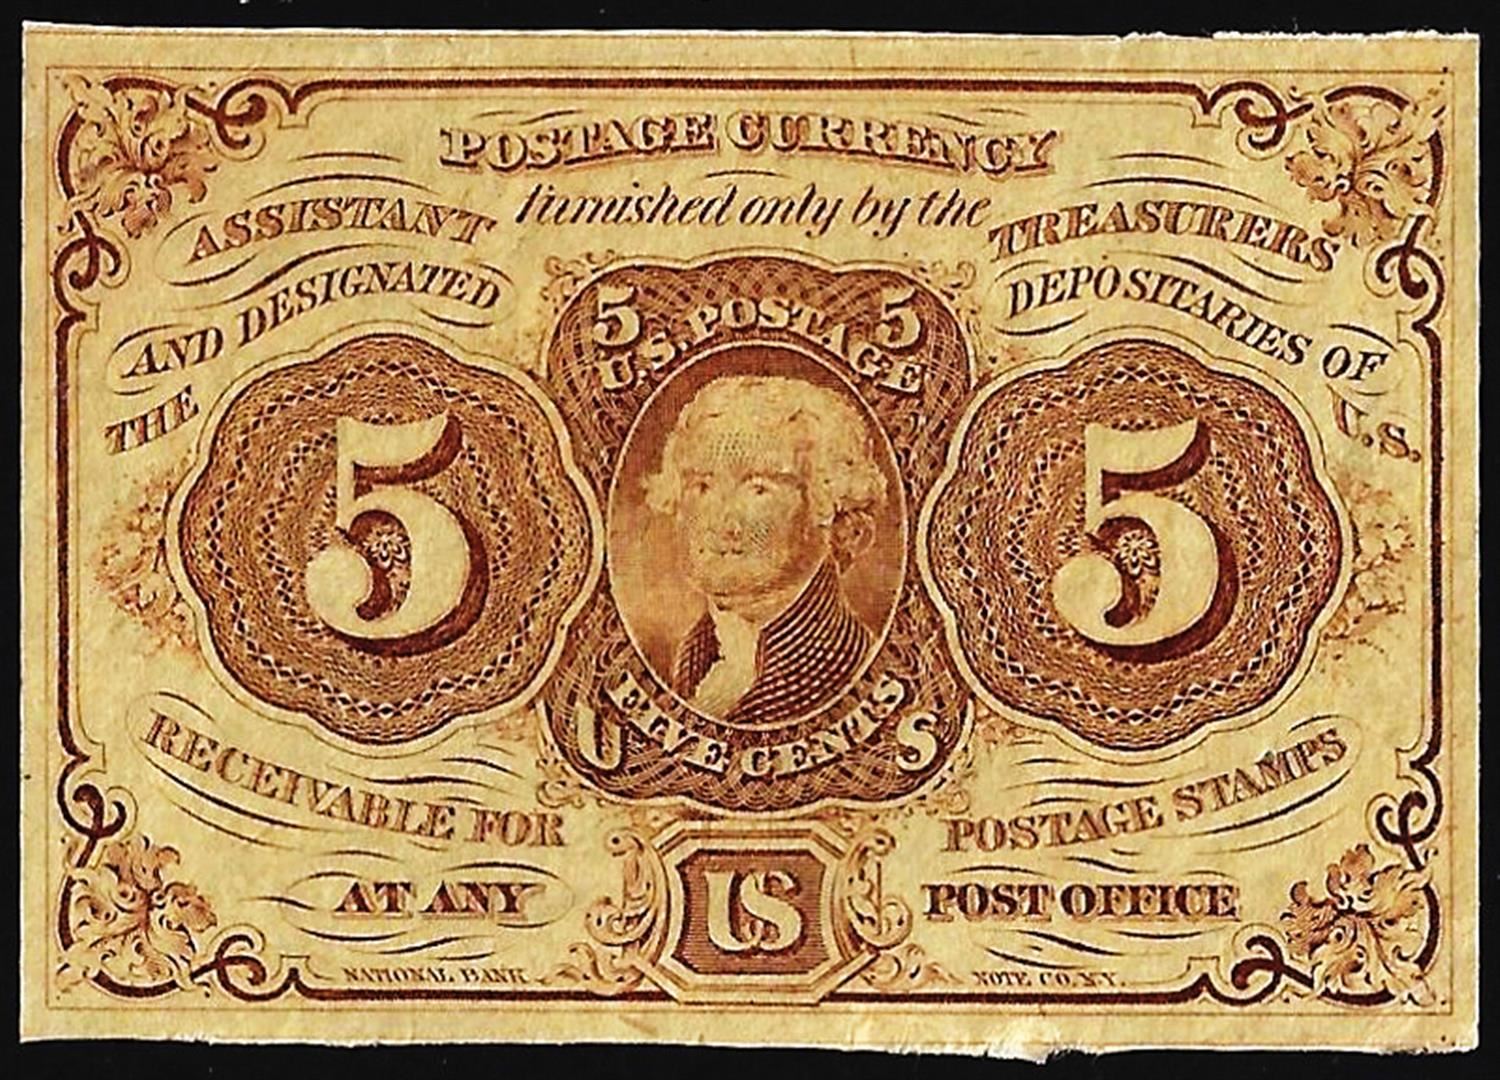 POSTAGE CURRENCY
furnished only by the
ASSISTANT TREASURERS
AND DESIGNATED DEPOSITARIES OF
THE U.S.
5 5
U.S. POSTAGE
5 5
FIVE CENTS
U S
RECEIVABLE FOR POSTAGE STAMPS
AT ANY POST OFFICE
US
NATIONAL BANK NOTE CO. N.Y.